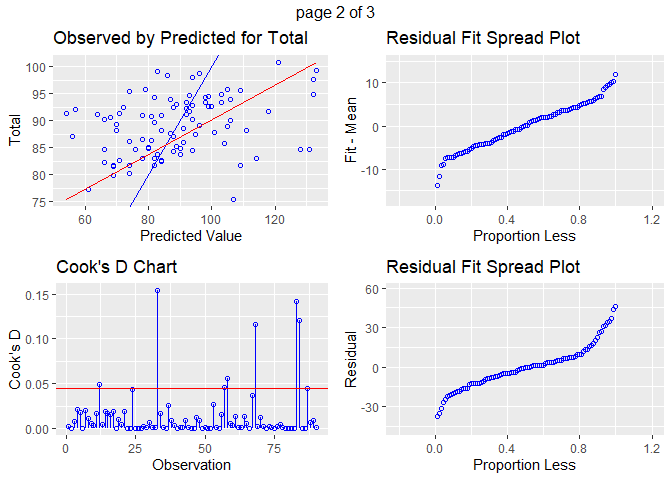 page 2 of 3
Observed by Predicted for Total
100
95
90
85
80
75
Total
60
80
100
120
Predicted Value
Residual Fit Spread Plot
10
0
-10
Fit - Mean
0.0
0.4
0.8
1.2
Proportion Less
Cook's D Chart
0.15
0.10
0.05
0.00
Cook's D
0
25
50
75
Observation
Residual Fit Spread Plot
60
30
0
-30
Residual
0.0
0.4
0.8
1.2
Proportion Less